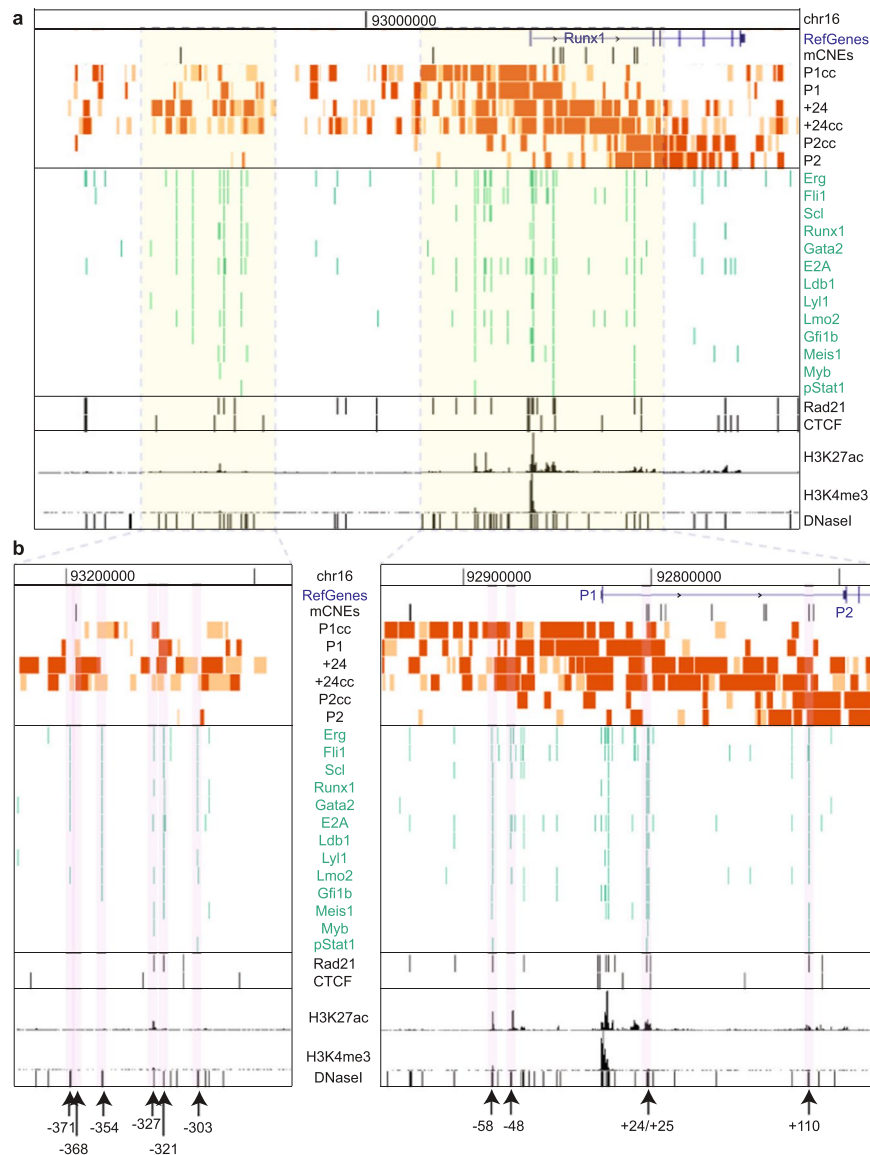 a
93000000
chr16
Runx1
RefGenes
mCNEs
P1cc
P1
+24
+24cc
P2cc
P2
Erg
Fli1
Scl
Runx1
Gata2
E2A
Ldb1
Lyl1
Lmo2
Gfi1b
Meis1
Myb
pStat1
Rad21
CTCF
H3K27ac
H3K4me3
DNaseI
b
93200000
chr16
92900000
92800000
RefGenes
P1
P2
mCNEs
P1cc
P1
+24
+24cc
P2cc
P2
Erg
Fli1
Scl
Runx1
Gata2
E2A
Ldb1
Lyl1
Lmo2
Gfi1b
Meis1
Myb
pStat1
Rad21
CTCF
H3K27ac
H3K4me3
DNaseI
-371
-368
-354
-327
-321
-303
-58
-48
+24/+25
+110